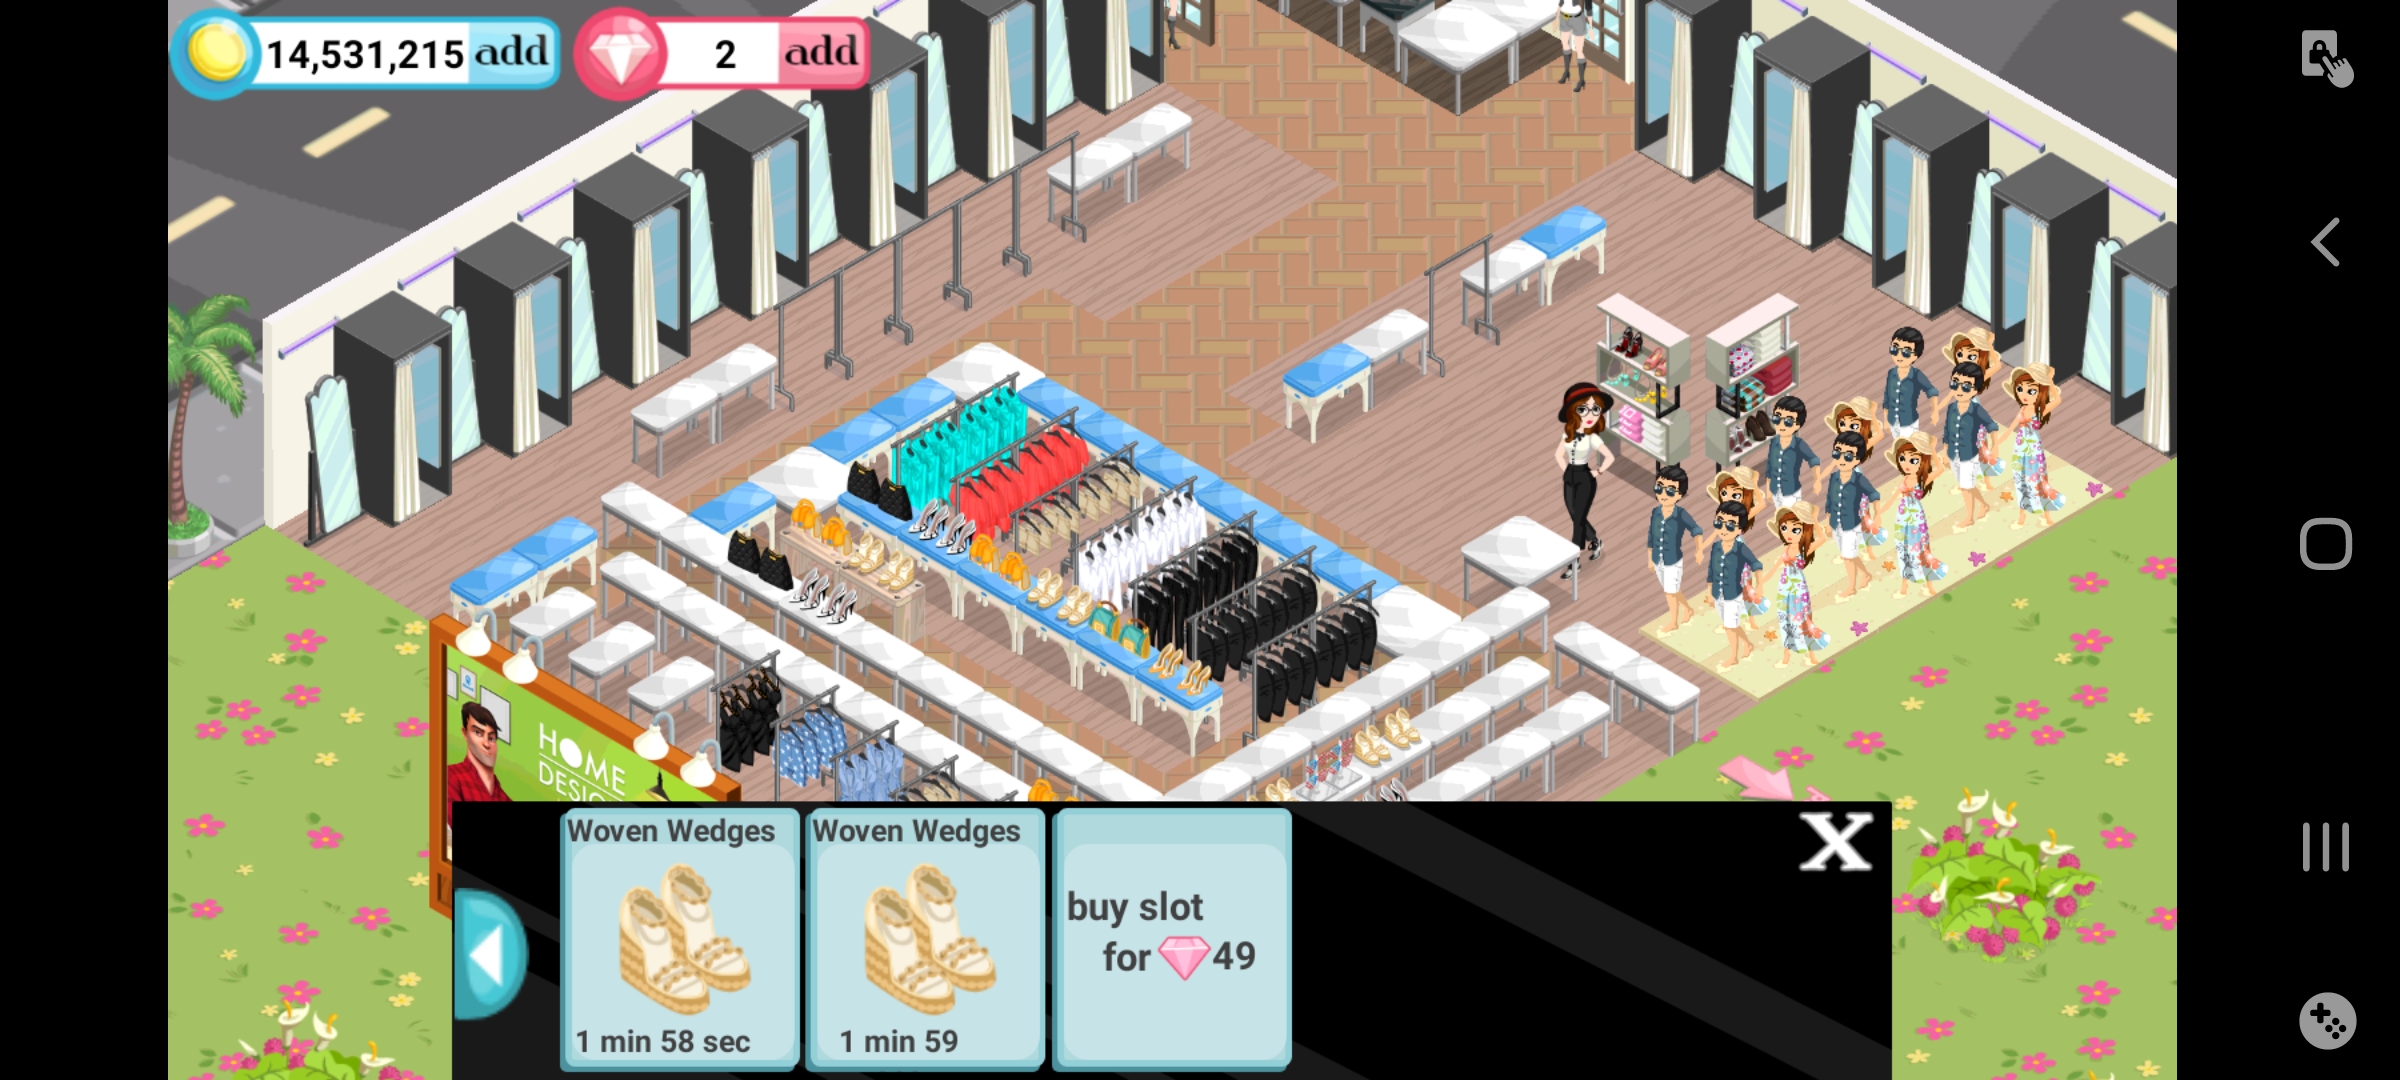 14,531,215 add
2 add
HOME
Woven Wedges
1 min 58 sec
Woven Wedges
1 min 59
buy slot
for 49
X